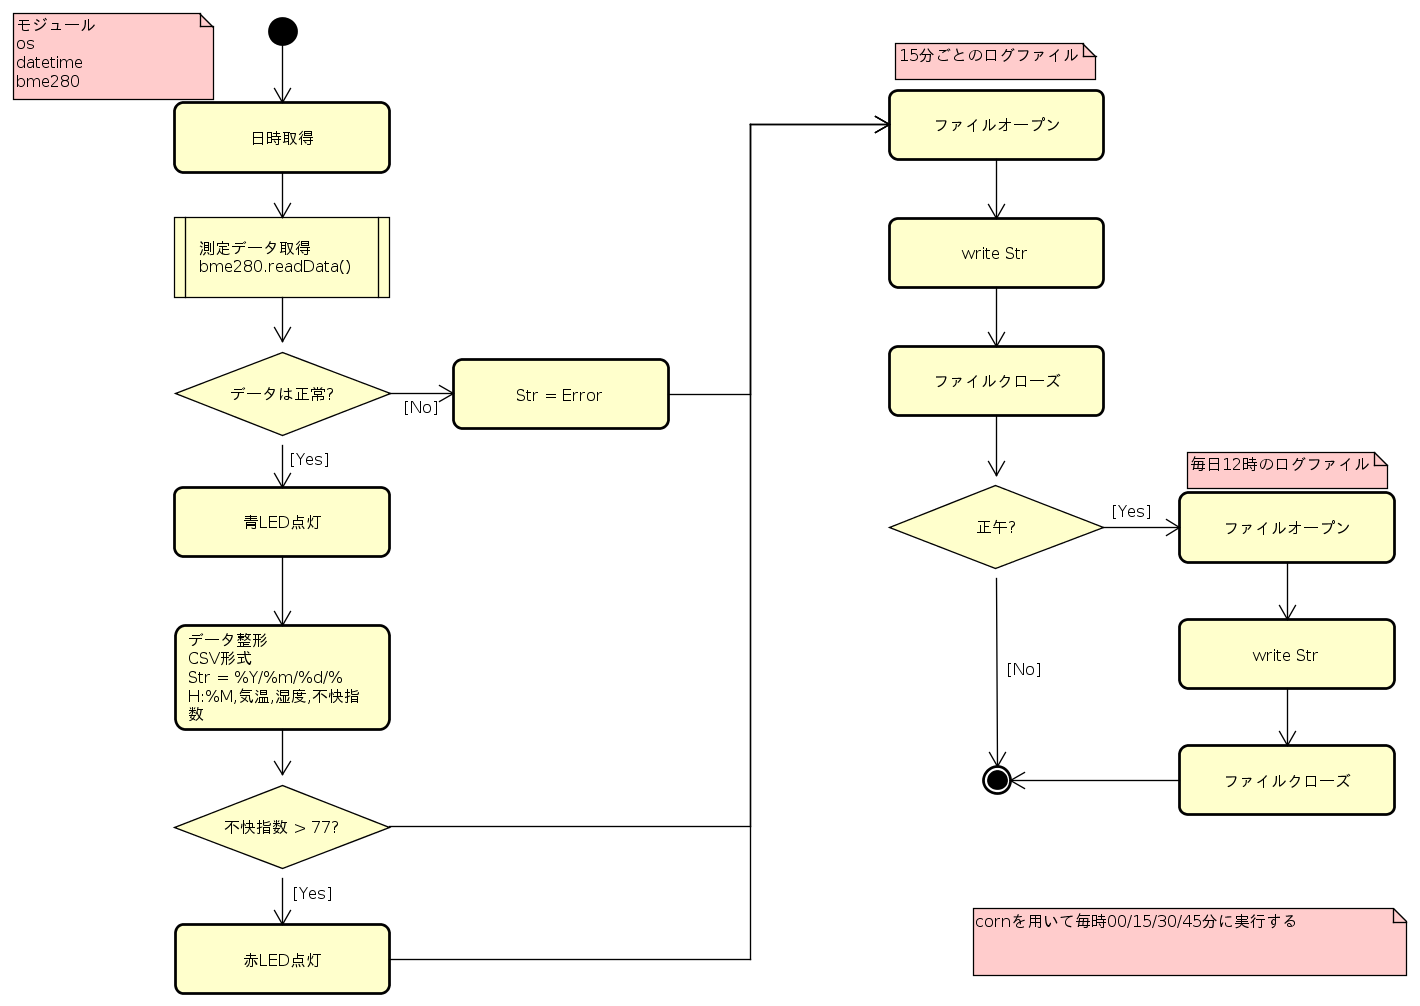 モジュール
os
datetime
bme280
日時取得
測定データ取得
bme280.readData()
データは正常?
[No]
Str = Error
[Yes]
青LED点灯
データ整形
CSV形式
Str = %Y/%m/%d/%
H:%M,気温,湿度,不快指
数
不快指数 > 77?
[Yes]
赤LED点灯
15分ごとのログファイル
ファイルオープン
write Str
ファイルクローズ
正午?
[Yes]
[No]
毎日12時のログファイル
ファイルオープン
write Str
ファイルクローズ
cornを用いて毎時00/15/30/45分に実行する